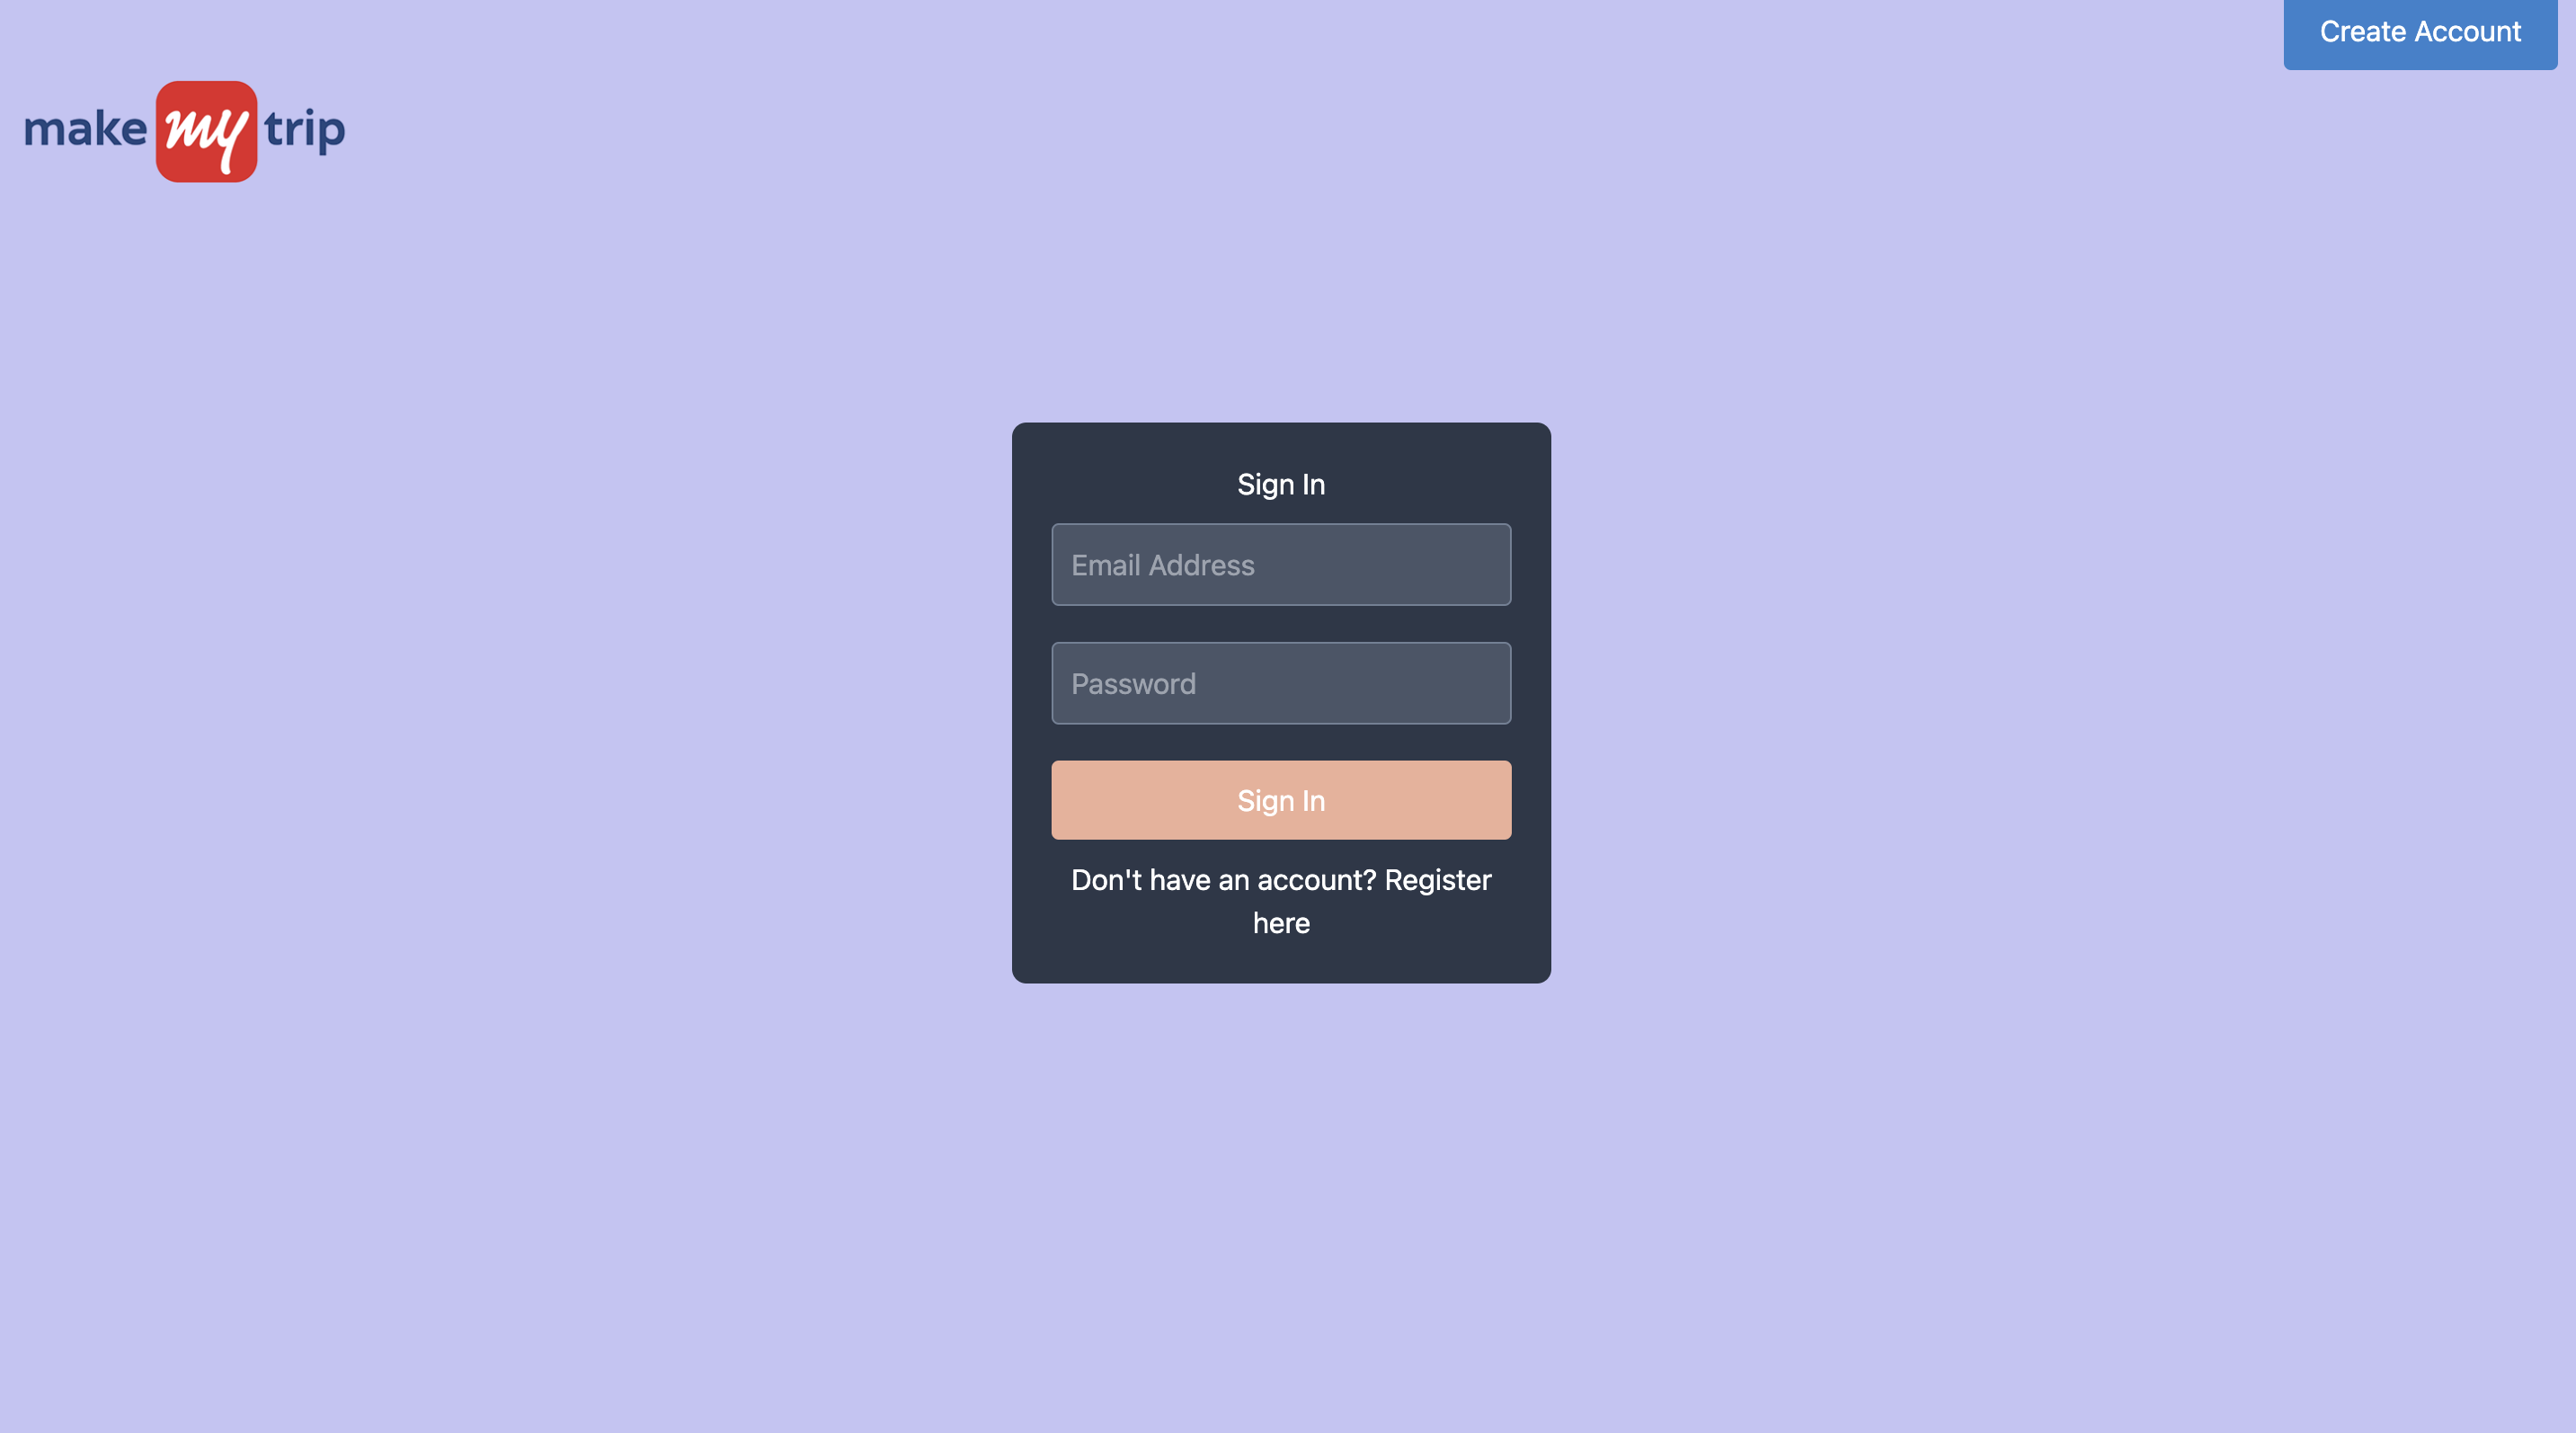 Create Account
make my trip
Sign In
Email Address
Password
Sign In
Don't have an account? Register
here